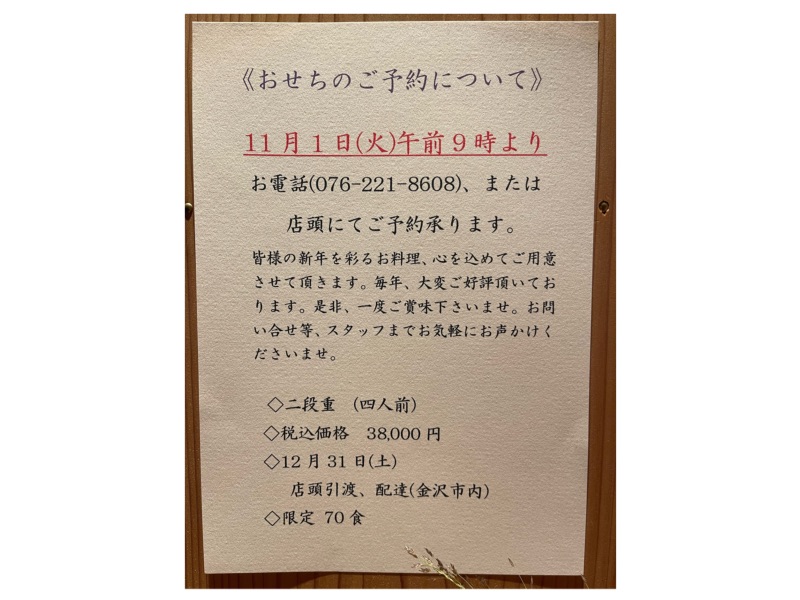 《おせちのご予約について》
11月1日(火)午前9時より
お電話(076-221-8608)、または
店頭にてご予約承ります。
皆様の新年を彩るお料理、心を込めてご用意
させて頂きます。毎年、大変ご好評頂いてお
ります。是非、一度ご賞味下さいませ。お問
い合せ等、スタッフまでお気軽にお声かけく
ださいませ。
◇二段重 (四人前)
◇税込価格 38,000円
◇12月31日(土)
店頭引渡、配達(金沢市内)
◇限定 70食